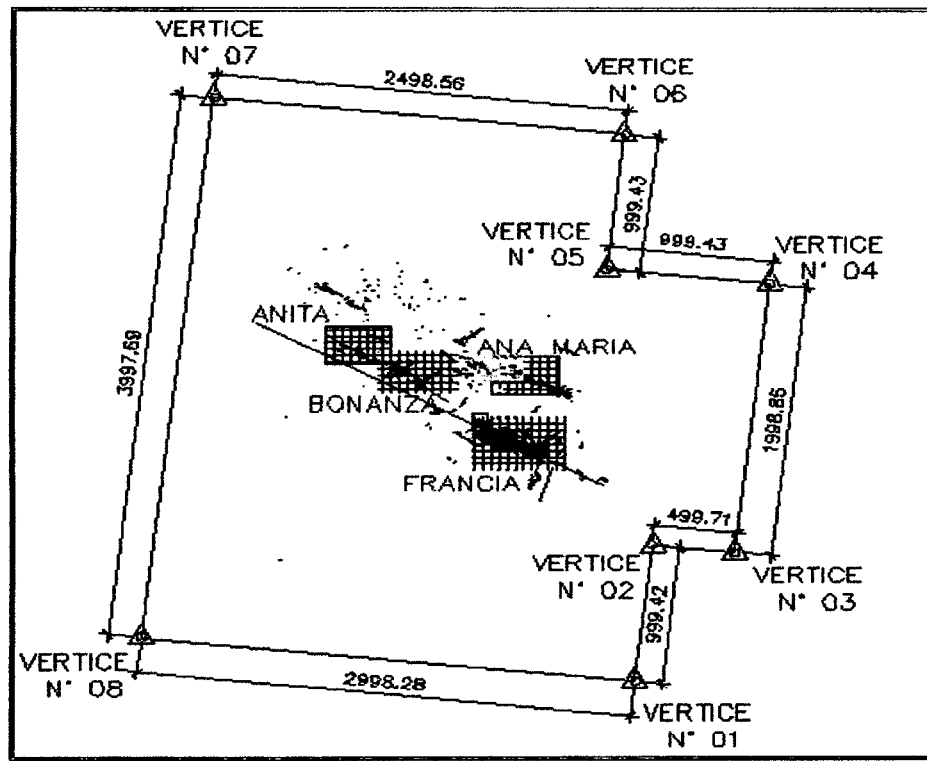 VERTICE
N° 07
2498.56
VERTICE
N° 06
999.43
VERTICE
N° 05
999.43
VERTICE
N° 04
3997.69
ANITA
ANA MARIA
BONANZA
FRANCIA
1998.85
499.71
VERTICE
N° 02
VERTICE
N° 03
999.42
VERTICE
N° 08
2998.28
VERTICE
N° 01